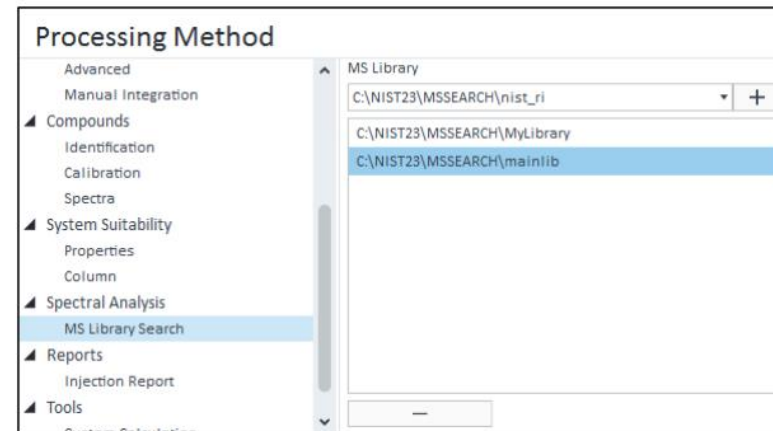 Processing Method
Advanced
Manual Integration
Compounds
Identification
Calibration
Spectra
System Suitability
Properties
Column
Spectral Analysis
MS Library Search
Reports
Injection Report
Tools
MS Library
C:\NIST23\MSSEARCH\nist_ri
C:\NIST23\MSSEARCH\MyLibrary
C:\NIST23\MSSEARCH\mainlib